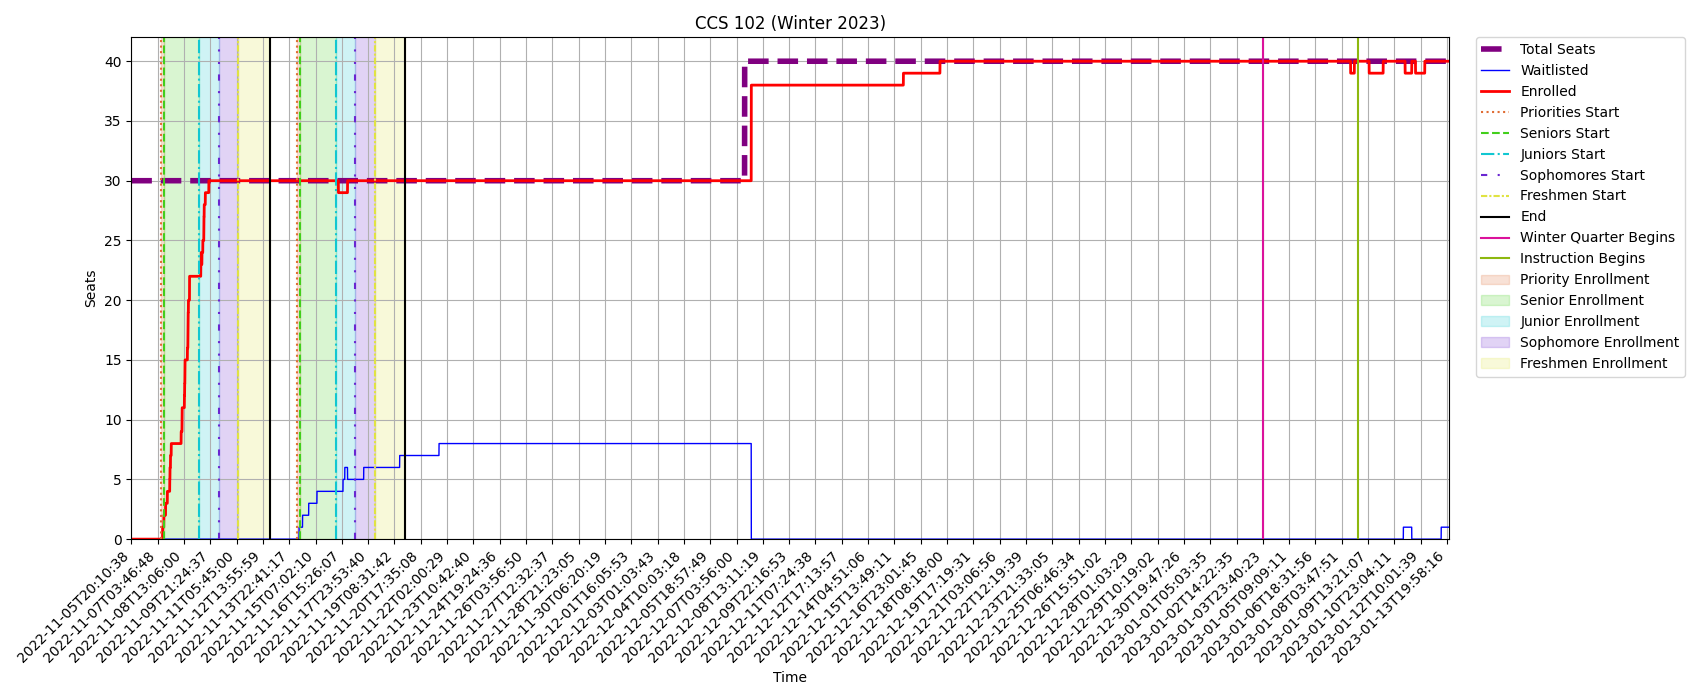 CCS 102 (Winter 2023)
Seats
40
35
30
25
20
15
10
5
0
2022-11-05T20:10:38
2022-11-07T03:46:48
2022-11-08T13:06:00
2022-11-09T21:24:37
2022-11-11T05:45:00
2022-11-12T13:55:59
2022-11-13T22:41:17
2022-11-15T07:02:10
2022-11-16T15:26:07
2022-11-17T23:53:40
2022-11-19T08:31:42
2022-11-20T17:35:08
2022-11-22T02:00:29
2022-11-24T19:42:40
2022-11-24T19:24:36
2022-11-26T03:56:50
2022-11-27T12:32:37
2022-11-28T21:23:05
2022-11-30T06:20:19
2022-12-01T16:05:53
2022-12-03T01:03:43
2022-12-04T10:03:18
2022-12-05T18:57:49
2022-12-07T03:56:00
2022-12-08T13:11:19
2022-12-09T22:16:53
2022-12-11T07:24:38
2022-12-12T17:13:57
2022-12-14T04:51:06
2022-12-15T13:49:11
2022-12-16T23:01:45
2022-12-18T08:18:00
2022-12-19T17:19:31
2022-12-21T03:06:56
2022-12-22T12:19:39
2022-12-23T21:33:05
2022-12-25T06:46:34
2022-12-26T15:51:02
2022-12-28T01:03:29
2022-12-29T10:19:02
2022-12-30T19:47:26
2023-01-01T05:03:35
2023-01-02T14:22:35
2023-01-03T23:40:23
2023-01-05T09:09:11
2023-01-06T18:31:56
2023-01-08T03:47:51
2023-01-09T13:21:07
2023-01-10T23:04:11
2023-01-12T10:01:39
2023-01-13T19:58:16
Time
Total Seats
Waitlisted
Enrolled
Priorities Start
Seniors Start
Juniors Start
Sophomores Start
Freshmen Start
End
Winter Quarter Begins
Instruction Begins
Priority Enrollment
Senior Enrollment
Junior Enrollment
Sophomore Enrollment
Freshmen Enrollment